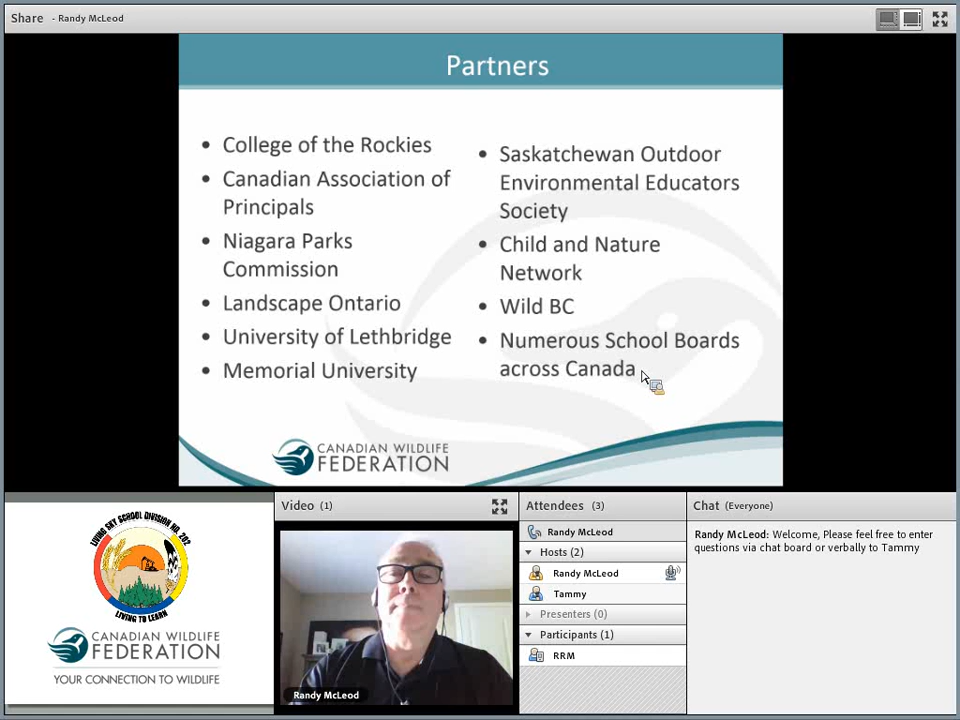 Share - Randy McLeod
Partners
• College of the Rockies
• Canadian Association of
Principals
• Niagara Parks
Commission
• Landscape Ontario
• University of Lethbridge
• Memorial University
• Saskatchewan Outdoor
Environmental Educators
Society
• Child and Nature
Network
• Wild BC
• Numerous School Boards
across Canada
CANADIAN WILDLIFE
FEDERATION
LIVING SKY SCHOOL DIVISION NO. 202
LIVING TO LEARN
CANADIAN WILDLIFE
FEDERATION
YOUR CONNECTION TO WILDLIFE
Video (1)
Randy McLeod
Attendees (3)
Randy McLeod
Hosts (2)
Randy McLeod
Tammy
Presenters (0)
Participants (1)
RRM
Chat (Everyone)
Randy McLeod: Welcome, Please feel free to enter
questions via chat board or verbally to Tammy